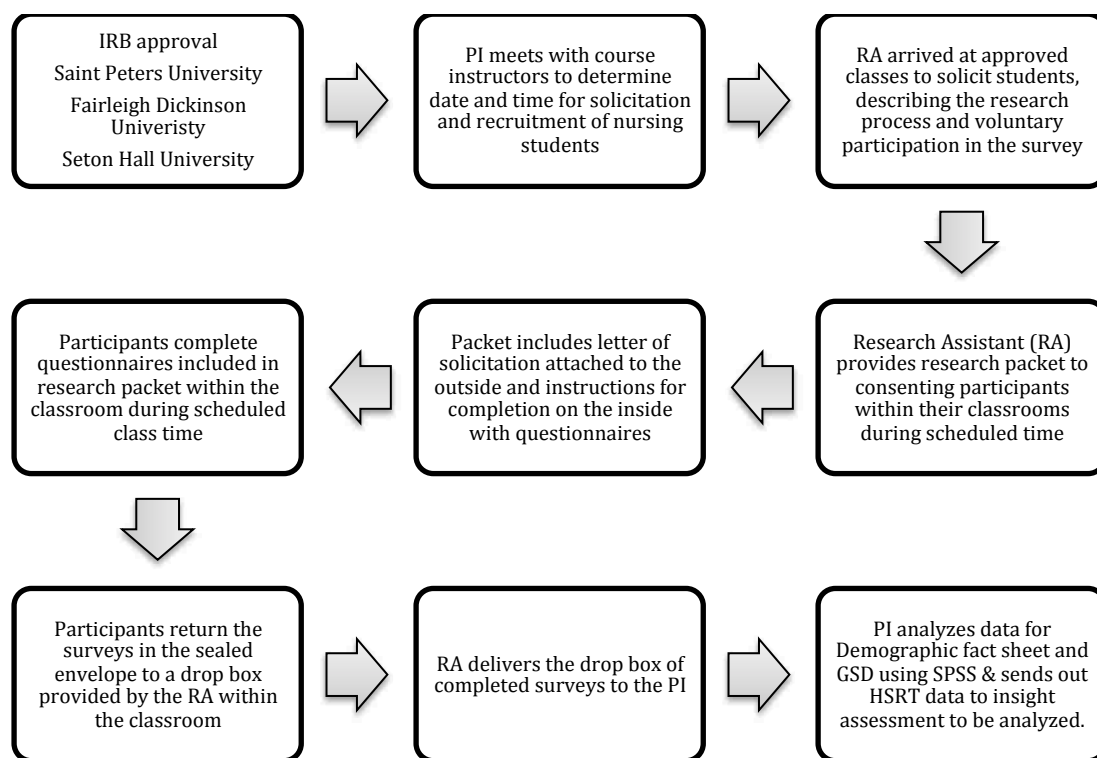 IRB approval
Saint Peters University
Fairleigh Dickinson
Univeristy
Seton Hall University
PI meets with course
instructors to determine
date and time for solicitation
and recruitment of nursing
students
RA arrived at approved
classes to solicit students,
describing the research
process and voluntary
participation in the survey
Research Assistant (RA)
provides research packet to
consenting participants
within their classrooms
during scheduled time
Packet includes letter of
solicitation attached to the
outside and instructions for
completion on the inside
with questionnaires
Participants complete
questionnaires included in
research packet within the
classroom during scheduled
class time
Participants return the
surveys in the sealed
envelope to a drop box
provided by the RA within
the classroom
RA delivers the drop box of
completed surveys to the PI
PI analyzes data for
Demographic fact sheet and
GSD using SPSS & sends out
HSRT data to insight
assessment to be analyzed.